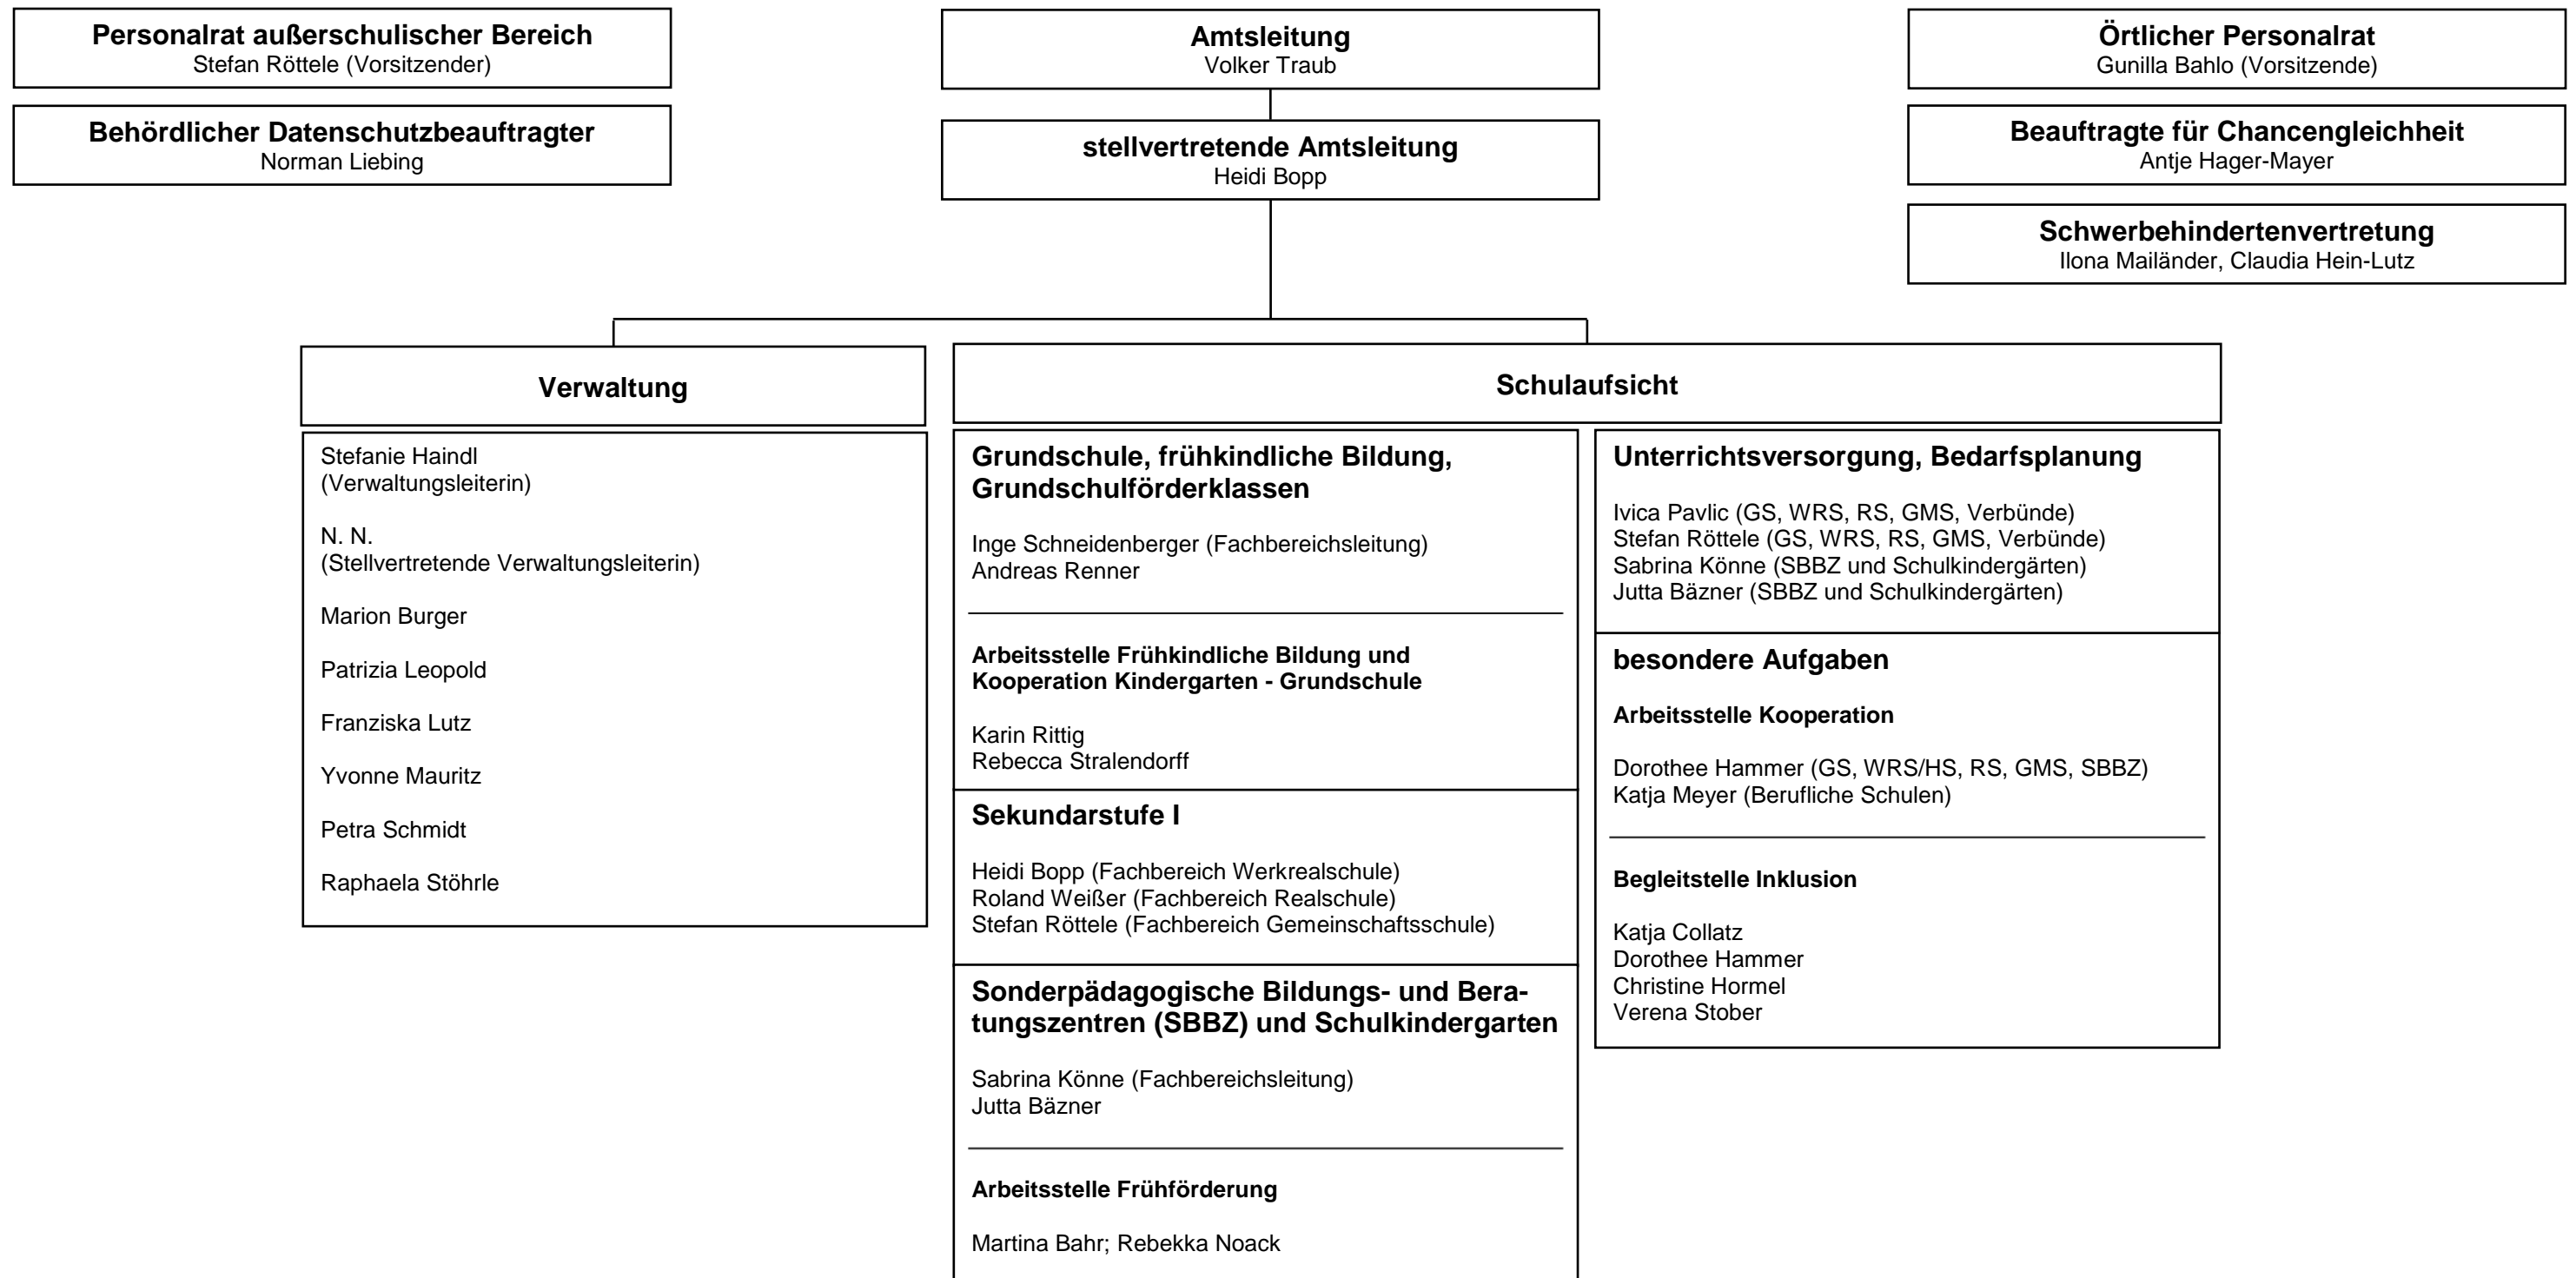 Personalrat außerschulischer Bereich
Stefan Röttele (Vorsitzender)
Behördlicher Datenschutzbeauftragter
Norman Liebing
Amtsleitung
Volker Traub
stellvertretende Amtsleitung
Heidi Bopp
Örtlicher Personalrat
Gunilla Bahlo (Vorsitzende)
Beauftragte für Chancengleichheit
Antje Hager-Mayer
Schwerbehindertenvertretung
Ilona Mailänder, Claudia Hein-Lutz
Verwaltung
Stefanie Haindl
(Verwaltungsleiterin)
N. N.
(Stellvertretende Verwaltungsleiterin)
Marion Burger
Patrizia Leopold
Franziska Lutz
Yvonne Mauritz
Petra Schmidt
Raphaela Stöhrle
Schulaufsicht
Grundschule, frühkindliche Bildung,
Grundschulförderklassen
Inge Schneidenberger (Fachbereichsleitung)
Andreas Renner
Arbeitsstelle Frühkindliche Bildung und
Kooperation Kindergarten - Grundschule
Karin Rittig
Rebecca Stralendorff
Sekundarstufe I
Heidi Bopp (Fachbereich Werkrealschule)
Roland Weißer (Fachbereich Realschule)
Stefan Röttele (Fachbereich Gemeinschaftsschule)
Sonderpädagogische Bildungs- und Bera-
tungszentren (SBBZ) und Schulkindergarten
Sabrina Könne (Fachbereichsleitung)
Jutta Bäzner
Arbeitsstelle Frühförderung
Martina Bahr; Rebekka Noack
Unterrichtsversorgung, Bedarfsplanung
Ivica Pavlic (GS, WRS, RS, GMS, Verbünde)
Stefan Röttele (GS, WRS, RS, GMS, Verbünde)
Sabrina Könne (SBBZ und Schulkindergärten)
Jutta Bäzner (SBBZ und Schulkindergärten)
besondere Aufgaben
Arbeitsstelle Kooperation
Dorothee Hammer (GS, WRS/HS, RS, GMS, SBBZ)
Katja Meyer (Berufliche Schulen)
Begleitstelle Inklusion
Katja Collatz
Dorothee Hammer
Christine Hormel
Verena Stober